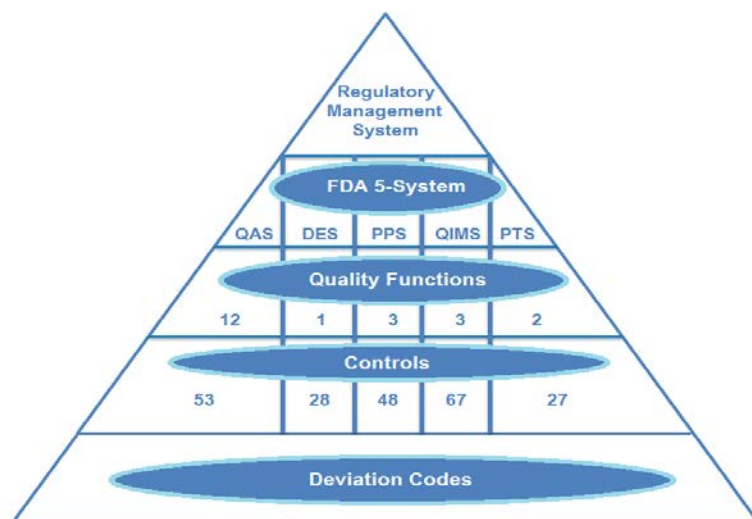 Regulatory
Management
System
FDA 5-System
QAS DES PPS QIMS PTS
Quality Functions
12 1 3 3 2
Controls
53 28 48 67 27
Deviation Codes